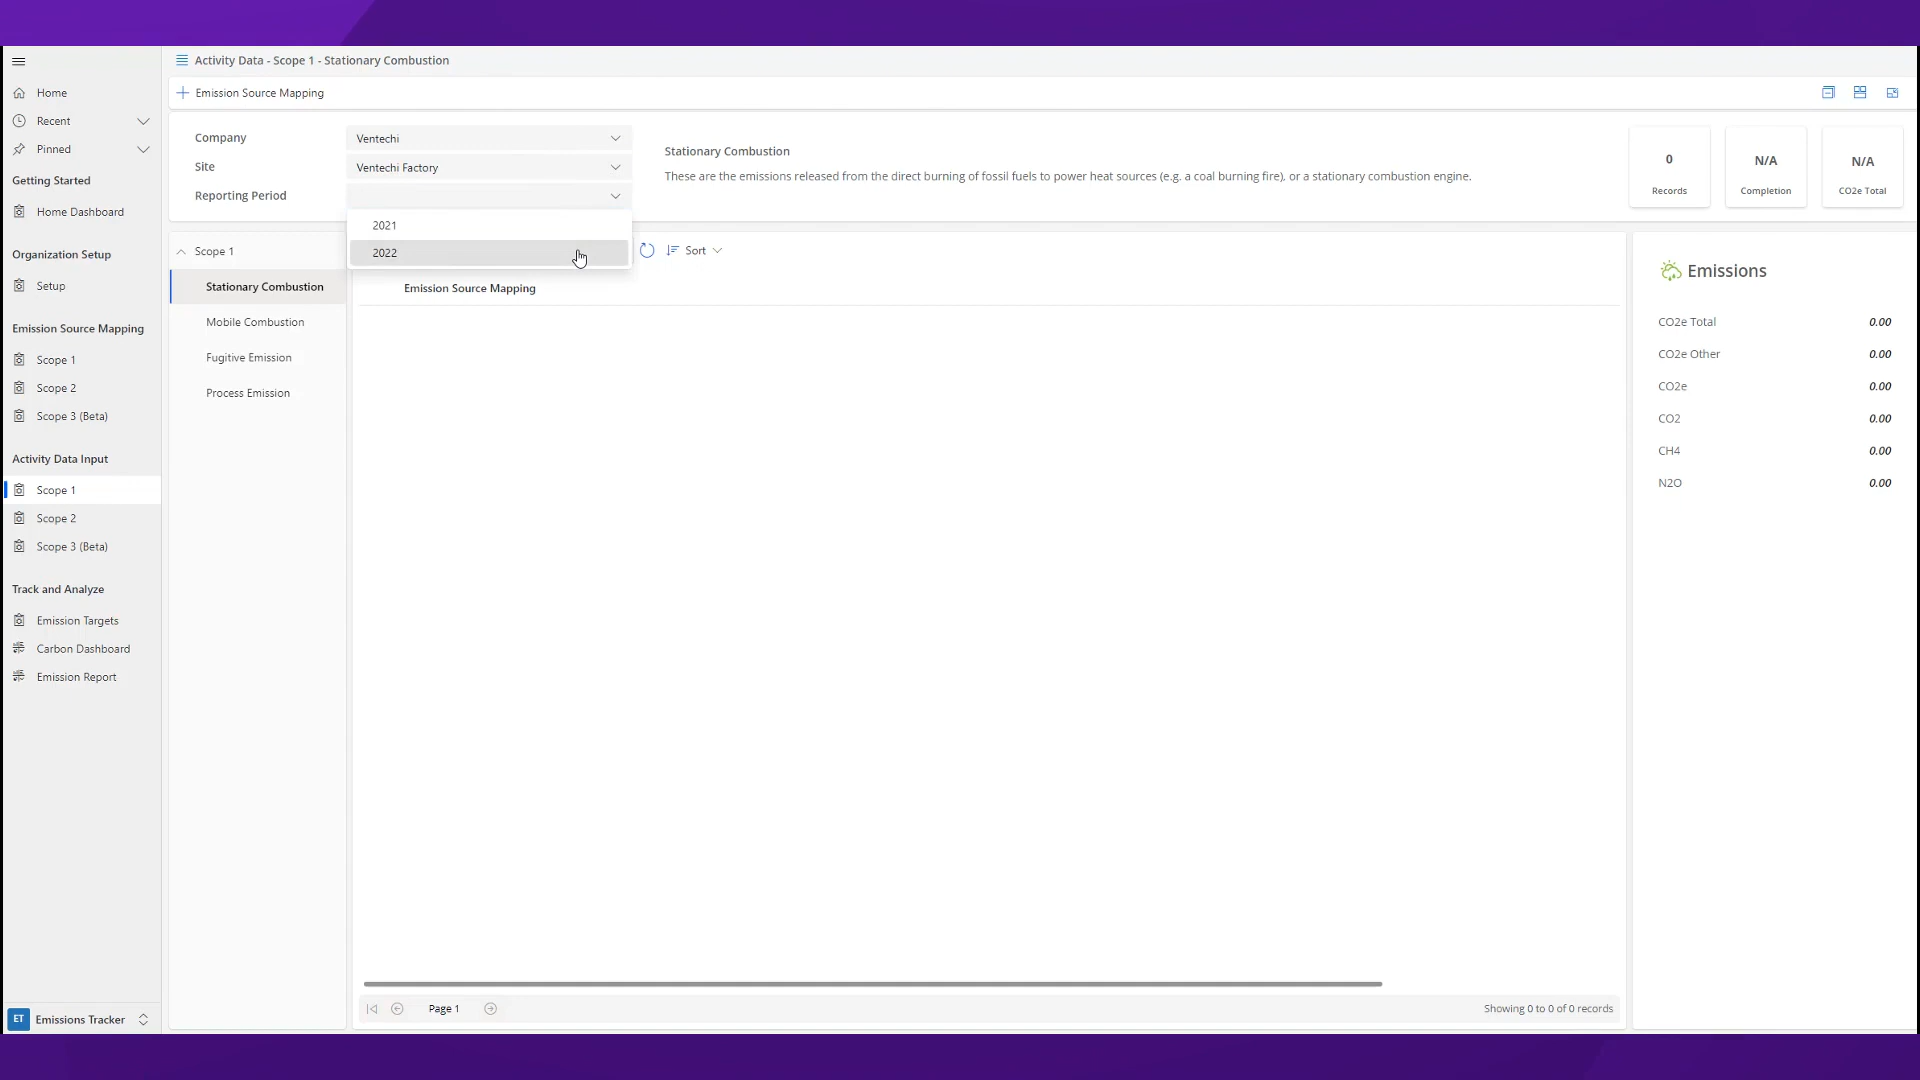 Activity Data - Scope 1 - Stationary Combustion
Home
Recent
Pinned
Getting Started
Home Dashboard
Organization Setup
Setup
Emission Source Mapping
Scope 1
Scope 2
Scope 3 (Beta)
Activity Data Input
Scope 1
Scope 2
Scope 3 (Beta)
Track and Analyze
Emission Targets
Carbon Dashboard
Emission Report
ET Emissions Tracker
Emission Source Mapping
Company Ventechi
Site Ventechi Factory
Reporting Period
2021
2022
Stationary Combustion
These are the emissions released from the direct burning of fossil fuels to power heat sources (e.g. a coal burning fire), or a stationary combustion engine.
0
Records
N/A
Completion
N/A
CO2e Total
Scope 1
Stationary Combustion
Mobile Combustion
Fugitive Emission
Process Emission
Sort
Emission Source Mapping
Page 1
Showing 0 to 0 of 0 records
Emissions
CO2e Total 0.00
CO2e Other 0.00
CO2e 0.00
CO2 0.00
CH4 0.00
N2O 0.00